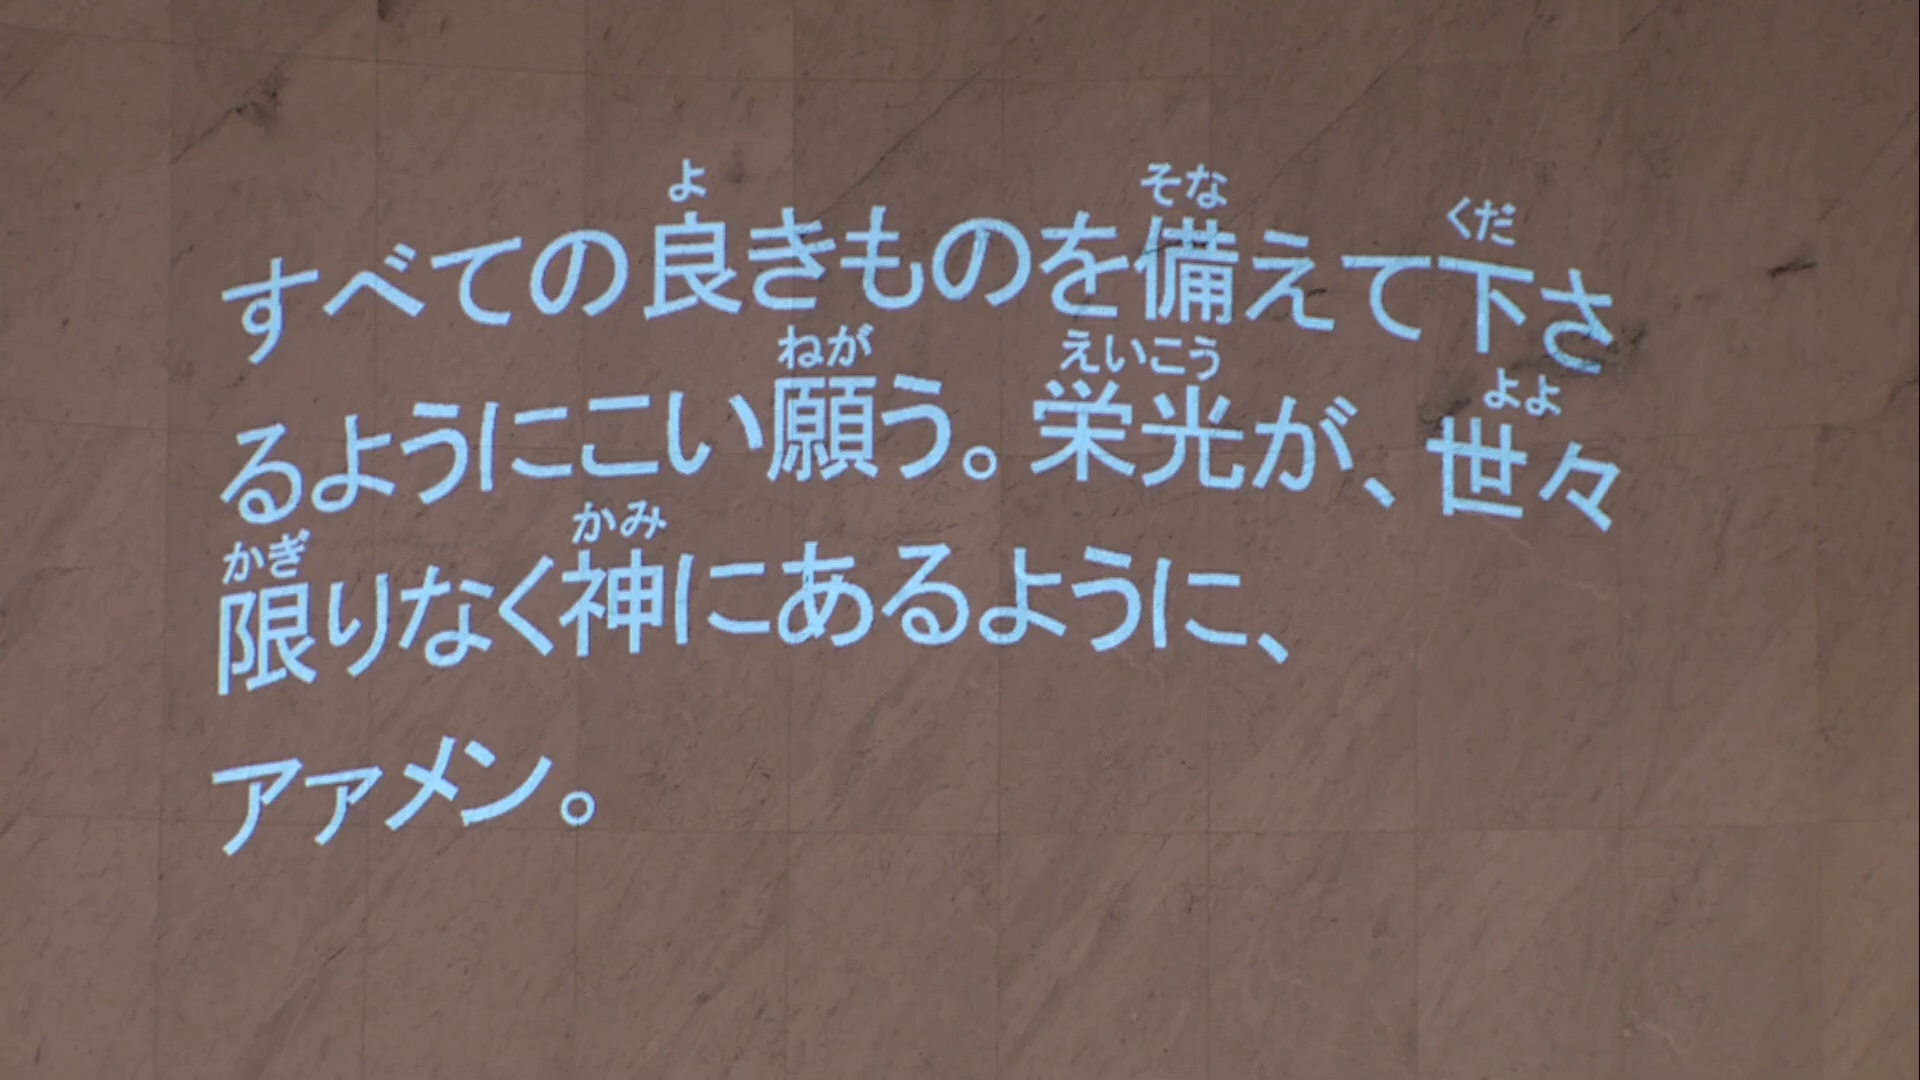 すべての良きものを備えて下さ
るようにこい願う。栄光が、世々
限りなく神にあるように、
アァメン。